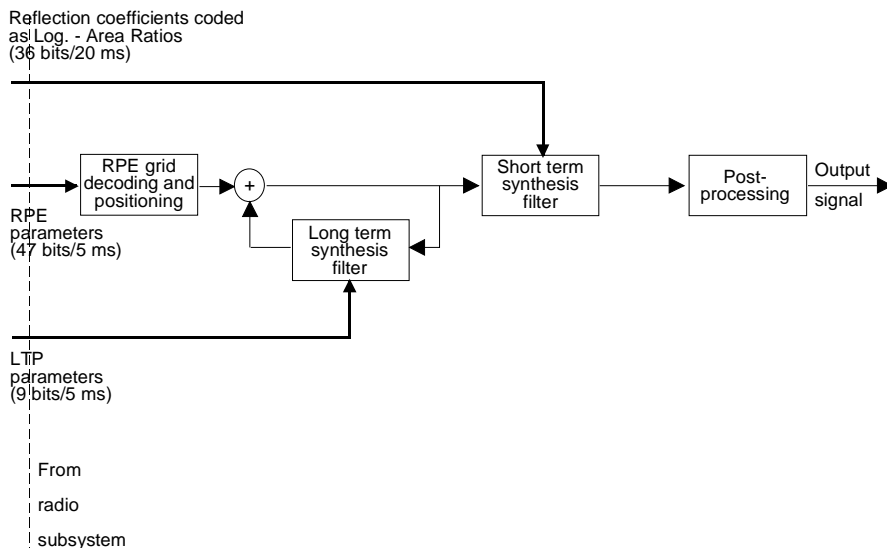 Reflection coefficients coded
as Log. - Area Ratios
(36 bits/20 ms)
RPE grid
decoding and
positioning
+
Short term
synthesis
filter
Post-
processing
Output
signal
RPE
parameters
(47 bits/5 ms)
Long term
synthesis
filter
LTP
parameters
(9 bits/5 ms)
From
radio
subsystem